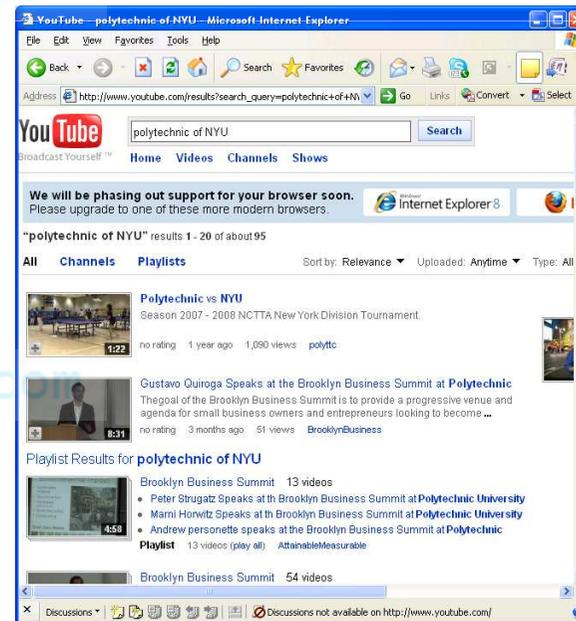 YouTube - polytechnic of NYU - Microsoft Internet Explorer
File Edit View Favorites Tools Help
Back Search Favorites
Address http://www.youtube.com/results?search_query=polytechnic+of+N Go Links Convert Select
YouTube
Broadcast Yourself ™
polytechnic of NYU Search
Home Videos Channels Shows
We will be phasing out support for your browser soon.
Please upgrade to one of these more modern browsers.
Windows Internet Explorer 8
"polytechnic of NYU" results 1 - 20 of about 95
All Channels Playlists Sort by: Relevance Uploaded: Anytime Type: All
Polytechnic vs NYU
Season 2007 - 2008 NCTTA New York Division Tournament.
1:22
no rating 1 year ago 1,090 views polyttc
Gustavo Quiroga Speaks at the Brooklyn Business Summit at Polytechnic
Thegoal of the Brooklyn Business Summit is to provide a progressive venue and
agenda for small business owners and entrepreneurs looking to become ...
8:31
no rating 3 months ago 51 views BrooklynBusiness
Playlist Results for polytechnic of NYU
Brooklyn Business Summit 13 videos
• Peter Strugatz Speaks at th Brooklyn Business Summit at Polytechnic University
• Marni Horwitz Speaks at th Brooklyn Business Summit at Polytechnic University
• Andrew personette speaks at the Brooklyn Business Summit at Polytechnic
4:58
Playlist 13 videos (play all) AttainableMeasurable
Brooklyn Business Summit 54 videos
Discussions Discussions not available on http://www.youtube.com/